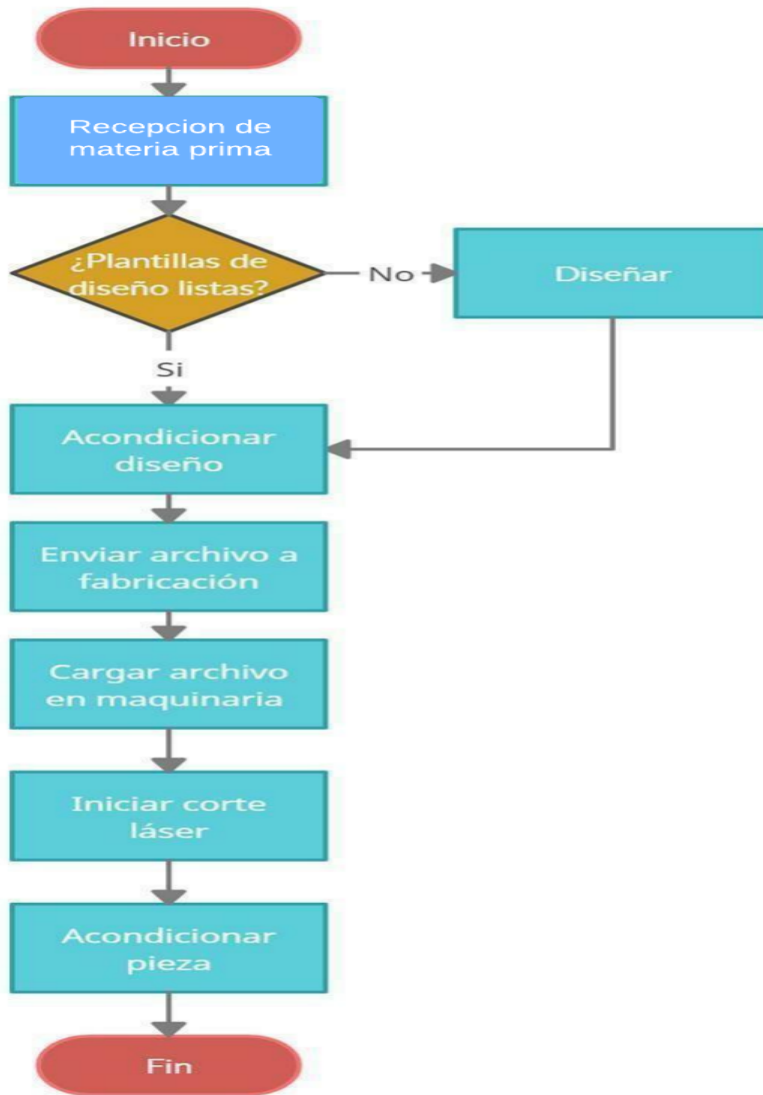 Inicio
Recepcion de
materia prima
¿Plantillas de
diseño listas?
No
Diseñar
Si
Acondicionar
diseño
Enviar archivo a
fabricación
Cargar archivo
en maquinaria
Iniciar corte
láser
Acondicionar
pieza
Fin